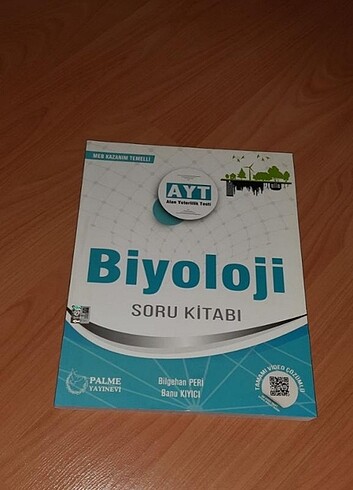 MEB KAZANIM TEMELLİ
AYT
Alan Yeterlilik Testi
Biyoloji
SORU KİTABI
Bilgehan PERİ
Banu KIYICI
PALME
YAYINEVİ
TAMAMI VİDEO ÇÖZÜMLÜ